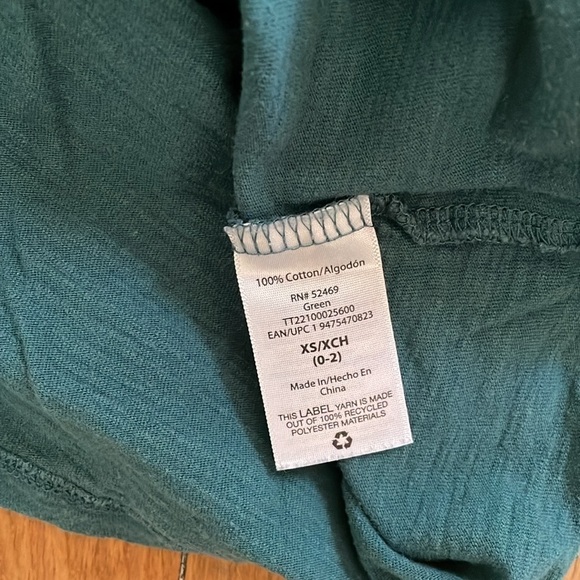 100% Cotton/Algodón
RN# 52469
Green
TT22100025600
EAN/UPC 1 9475470823
XS/XCH
(0-2)
Made In/Hecho En
China
THIS LABEL YARN IS MADE
OUT OF 100% RECYCLED
POLYESTER MATERIALS